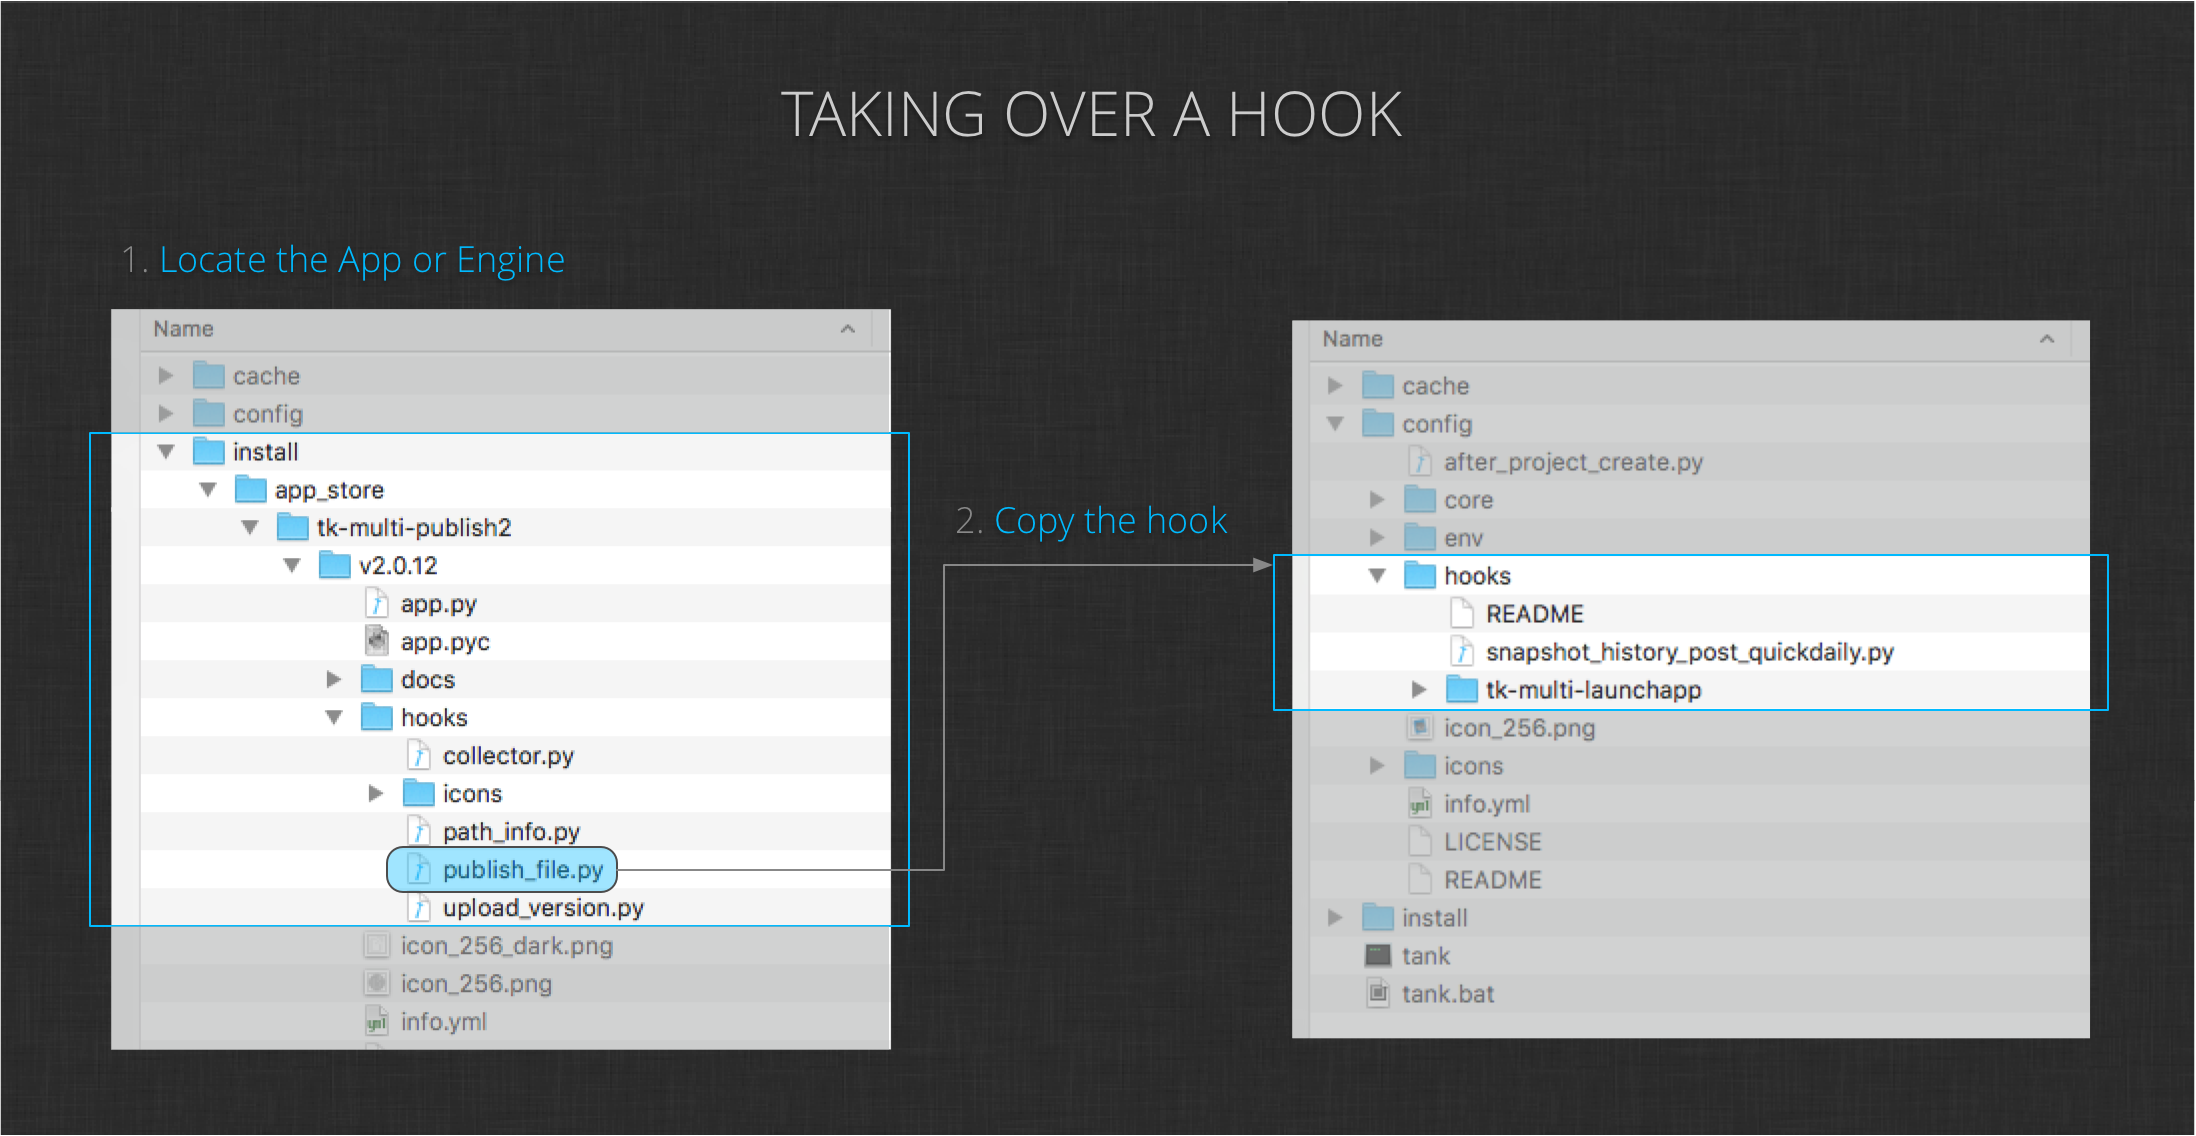 TAKING OVER A HOOK
1. Locate the App or Engine
Name
cache
config
install
app_store
tk-multi-publish2
v2.0.12
app.py
app.pyc
docs
hooks
collector.py
icons
path_info.py
publish_file.py
upload_version.py
icon_256_dark.png
icon_256.png
yml info.yml
2. Copy the hook
Name
cache
config
after_project_create.py
core
env
hooks
README
snapshot_history_post_quickdaily.py
tk-multi-launchapp
icon_256.png
icons
yml info.yml
LICENSE
README
install
tank
tank.bat